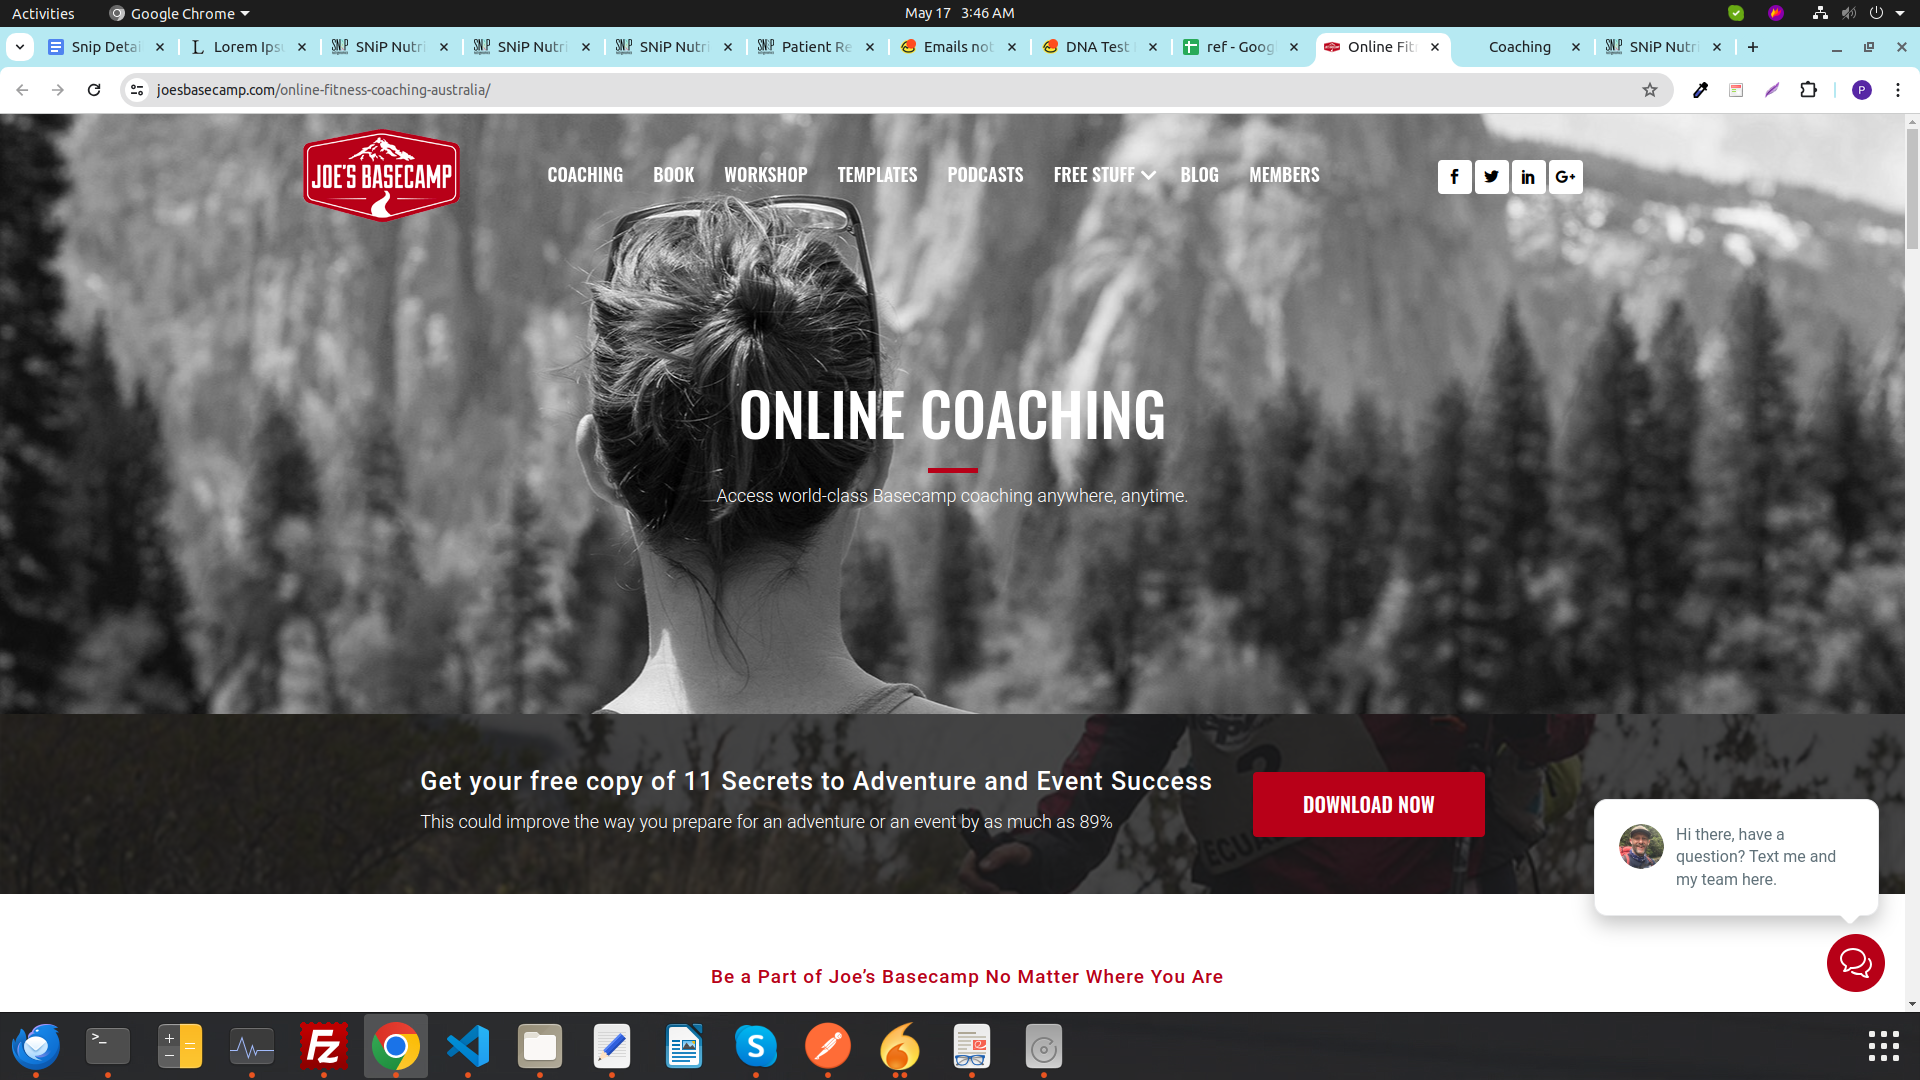 Activities
Google Chrome
May 17 3:46 AM
Snip Detai
Lorem Ips
SNiP Nutri
SNiP Nutri
SNiP Nutri
Patient Re
Emails not
DNA Test
ref - Goog
Online Fit
Coaching
SNiP Nutri
joesbasecamp.com/online-fitness-coaching-australia/
P
JOE'S BASECAMP
COACHING
BOOK
WORKSHOP
TEMPLATES
PODCASTS
FREE STUFF
BLOG
MEMBERS
ONLINE COACHING
Access world-class Basecamp coaching anywhere, anytime.
Get your free copy of 11 Secrets to Adventure and Event Success
This could improve the way you prepare for an adventure or an event by as much as 89%
DOWNLOAD NOW
Hi there, have a
question? Text me and
my team here.
Be a Part of Joe’s Basecamp No Matter Where You Are